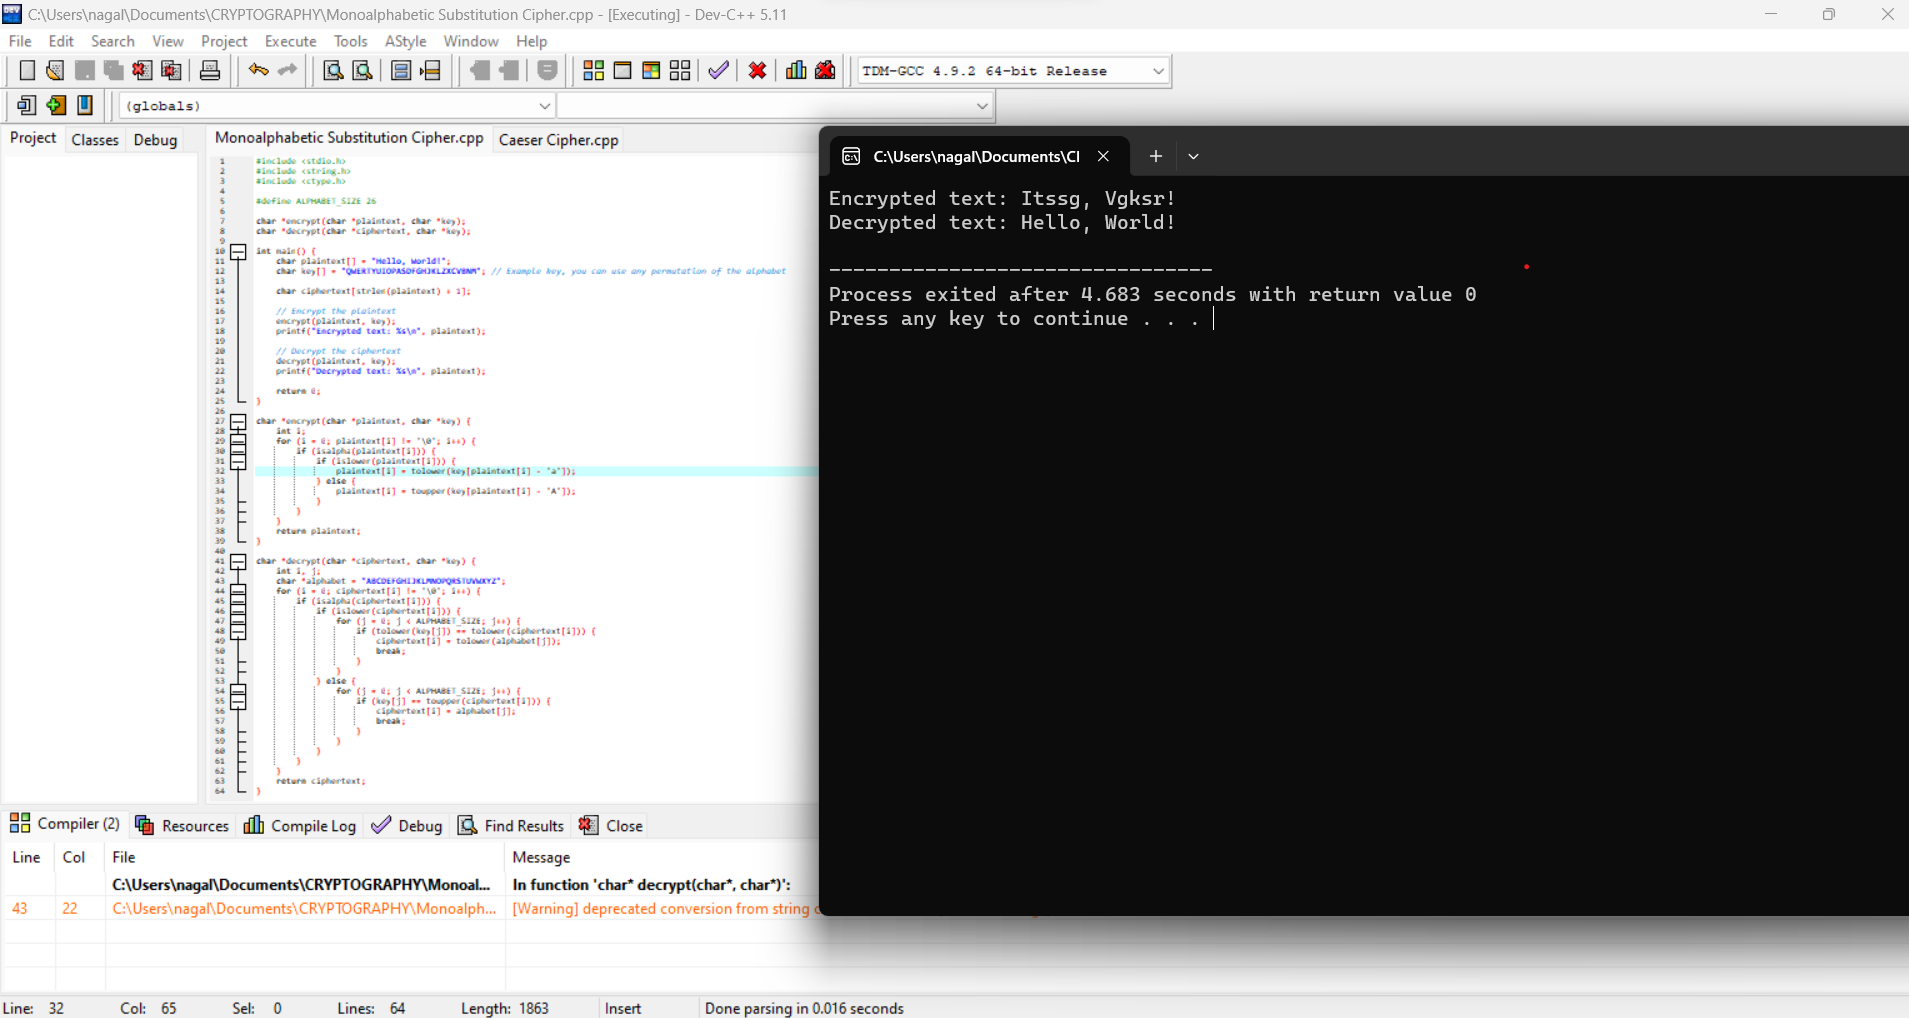 C:\Users\nagal\Documents\CRYPTOGRAPHY\Monoalphabetic Substitution Cipher.cpp - [Executing] - Dev-C++ 5.11
File Edit Search View Project Execute Tools AStyle Window Help
TDM-GCC 4.9.2 64-bit Release
(globals)
Project Classes Debug
Monoalphabetic Substitution Cipher.cpp Caeser Cipher.cpp
1 #include <stdio.h>
2 #include <string.h>
3 #include <ctype.h>
4
5 #define ALPHABET_SIZE 26
6
7 char *encrypt(char *plaintext, char *key);
8 char *decrypt(char *ciphertext, char *key);
9
10 int main() {
11 char plaintext[] = "Hello, World!";
12 char key[] = "QWERTYUIOPASDFGHJKLZXCVBNM"; // Example key, you can use any permutation of the alphabet
13
14 char ciphertext[strlen(plaintext) + 1];
15
16 // Encrypt the plaintext
17 encrypt(plaintext, key);
18 printf("Encrypted text: %s\n", plaintext);
19
20 // Decrypt the ciphertext
21 decrypt(plaintext, key);
22 printf("Decrypted text: %s\n", plaintext);
23
24 return 0;
25 }
26
27 char *encrypt(char *plaintext, char *key) {
28 int i;
29 for (i = 0; plaintext[i] != '\0'; i++) {
30 if (isalpha(plaintext[i])) {
31 if (islower(plaintext[i])) {
32 plaintext[i] = tolower(key[plaintext[i] - 'a']);
33 } else {
34 plaintext[i] = toupper(key[plaintext[i] - 'A']);
35 }
36 }
37 }
38 return plaintext;
39 }
40
41 char *decrypt(char *ciphertext, char *key) {
42 int i, j;
43 char *alphabet = "ABCDEFGHIJKLMNOPQRSTUVWXYZ";
44 for (i = 0; ciphertext[i] != '\0'; i++) {
45 if (isalpha(ciphertext[i])) {
46 if (islower(ciphertext[i])) {
47 for (j = 0; j < ALPHABET_SIZE; j++) {
48 if (tolower(key[j]) == tolower(ciphertext[i])) {
49 ciphertext[i] = tolower(alphabet[j]);
50 break;
51 }
52 }
53 } else {
54 for (j = 0; j < ALPHABET_SIZE; j++) {
55 if (key[j] == toupper(ciphertext[i])) {
56 ciphertext[i] = alphabet[j];
57 break;
58 }
59 }
60 }
61 }
62 }
63 return ciphertext;
64 }
C:\Users\nagal\Documents\Cl
Encrypted text: Itssg, Vgksr!
Decrypted text: Hello, World!
--------------------------------
Process exited after 4.683 seconds with return value 0
Press any key to continue . . .
Compiler (2) Resources Compile Log Debug Find Results Close
Line Col File Message
C:\Users\nagal\Documents\CRYPTOGRAPHY\Monoal... In function 'char* decrypt(char*, char*)':
43 22 C:\Users\nagal\Documents\CRYPTOGRAPHY\Monoalph... [Warning] deprecated conversion from string
Line: 32 Col: 65 Sel: 0 Lines: 64 Length: 1863 Insert Done parsing in 0.016 seconds